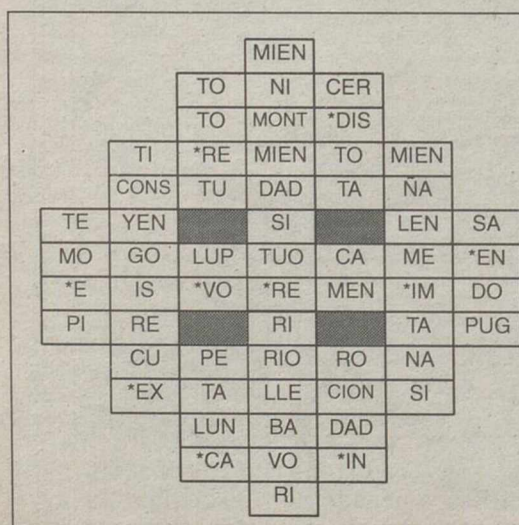 MIEN
TO NI CER
TO MONT *DIS
TI *RE MIEN TO MIEN
CONS TU DAD TA ÑA
TE YEN SI LEN SA
MO GO LUP TUO CA ME *EN
*E IS *VO *RE MEN *IM DO
PI RE RI TA PUG
CU PE RIO RO NA
*EX TA LLE CION SI
LUN BA DAD
*CA VO *IN
RI